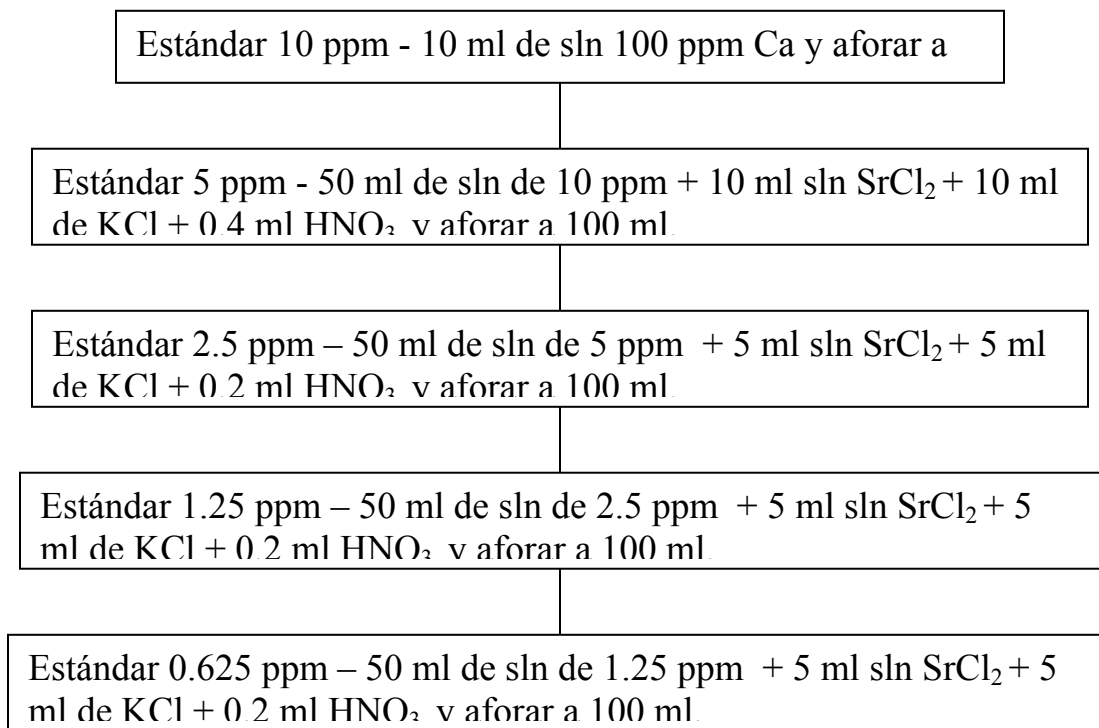 Estándar 10 ppm - 10 ml de sln 100 ppm Ca y aforar a
Estándar 5 ppm - 50 ml de sln de 10 ppm + 10 ml sln SrCl₂ + 10 ml
de KCl + 0.4 ml HNO₃ y aforar a 100 ml.
Estándar 2.5 ppm – 50 ml de sln de 5 ppm + 5 ml sln SrCl₂ + 5 ml
de KCl + 0.2 ml HNO₃ y aforar a 100 ml.
Estándar 1.25 ppm – 50 ml de sln de 2.5 ppm + 5 ml sln SrCl₂ + 5
ml de KCl + 0.2 ml HNO₃ y aforar a 100 ml.
Estándar 0.625 ppm – 50 ml de sln de 1.25 ppm + 5 ml sln SrCl₂ + 5
ml de KCl + 0.2 ml HNO₃ y aforar a 100 ml.